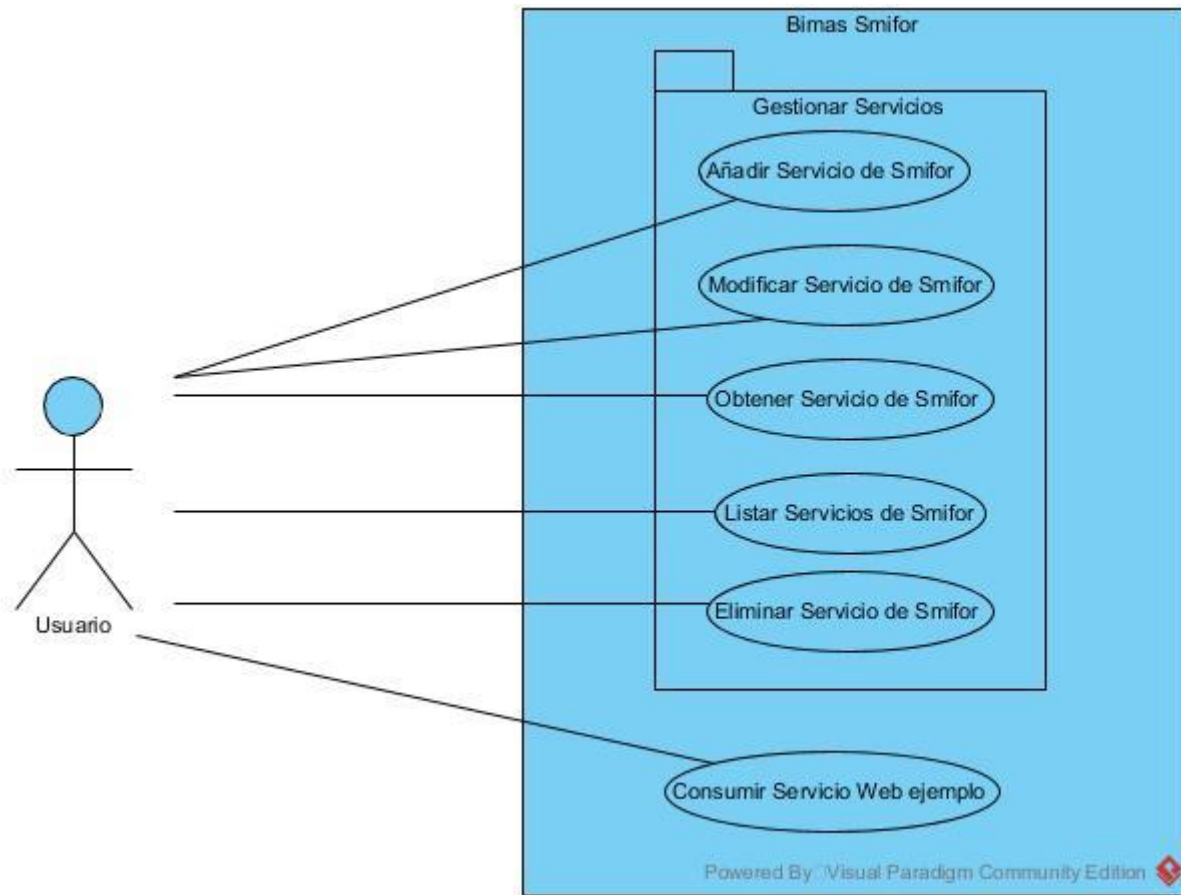 Bimas Smifor
Gestionar Servicios
Añadir Servicio de Smifor
Modificar Servicio de Smifor
Obtener Servicio de Smifor
Listar Servicios de Smifor
Eliminar Servicio de Smifor
Usuario
Consumir Servicio Web ejemplo
Powered By Visual Paradigm Community Edition